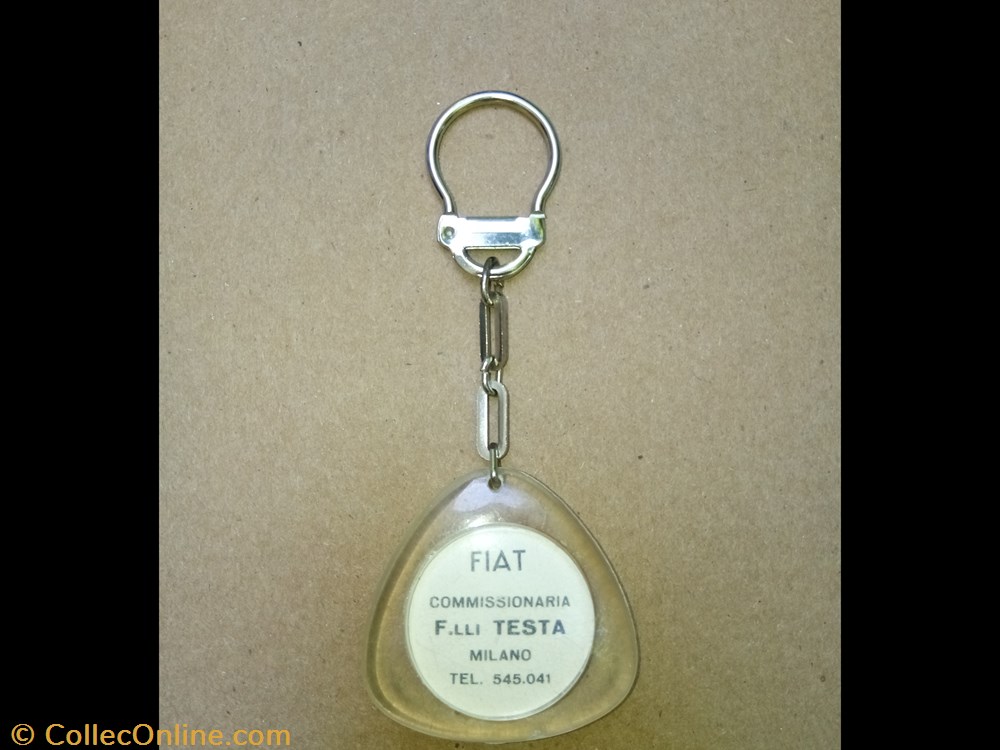 FIAT
COMMISSIONARIA
F.LLI TESTA
MILANO
TEL. 545.041
© CollecOnline.com